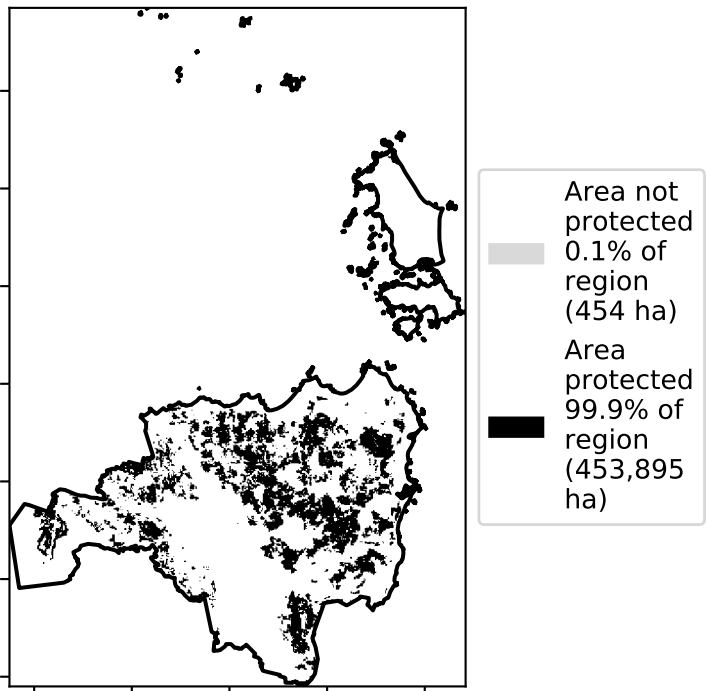 Area not
protected
0.1% of
region
(454 ha)
Area
protected
99.9% of
region
(453,895
ha)